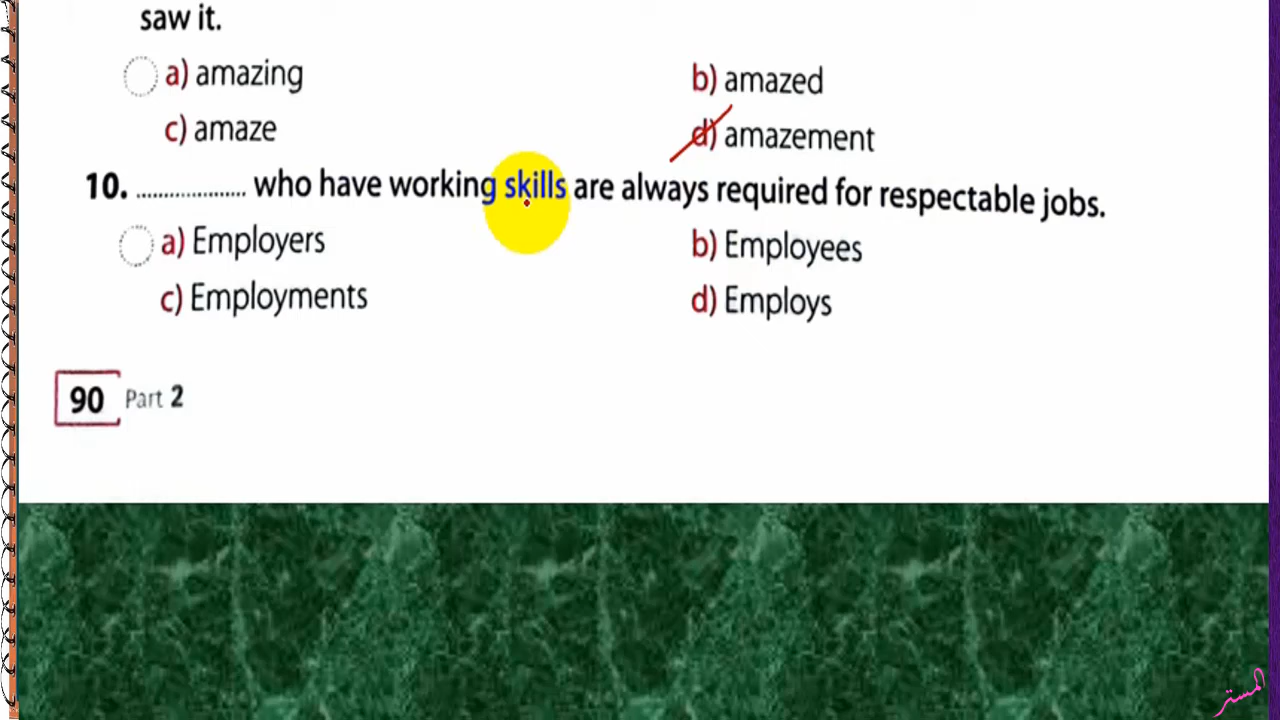 saw it.
a) amazing b) amazed
c) amaze d) amazement
10. .................... who have working skills are always required for respectable jobs.
a) Employers b) Employees
c) Employments d) Employs
90 Part 2
المستر